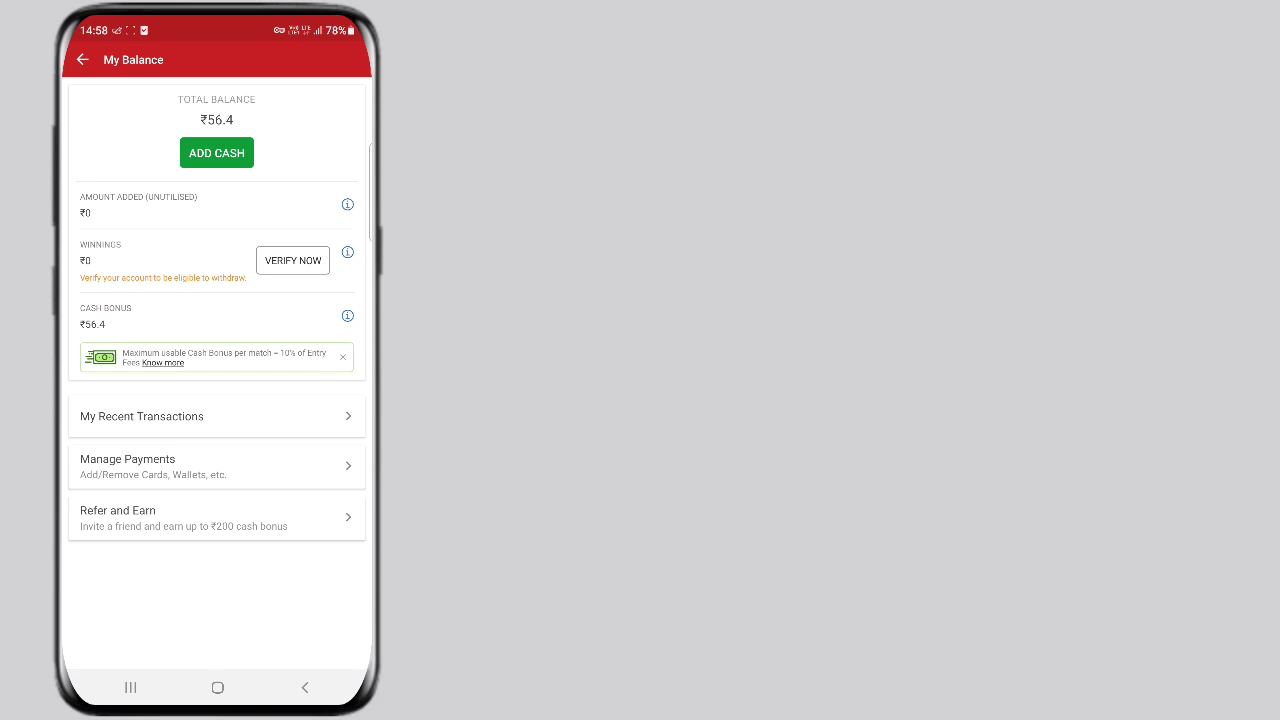 14:58 78%
My Balance
TOTAL BALANCE
₹56.4
ADD CASH
AMOUNT ADDED (UNUTILISED)
₹0
WINNINGS
₹0
VERIFY NOW
Verify your account to be eligible to withdraw.
CASH BONUS
₹56.4
Maximum usable Cash Bonus per match = 10% of Entry
Fees Know more
My Recent Transactions
Manage Payments
Add/Remove Cards, Wallets, etc.
Refer and Earn
Invite a friend and earn up to ₹200 cash bonus